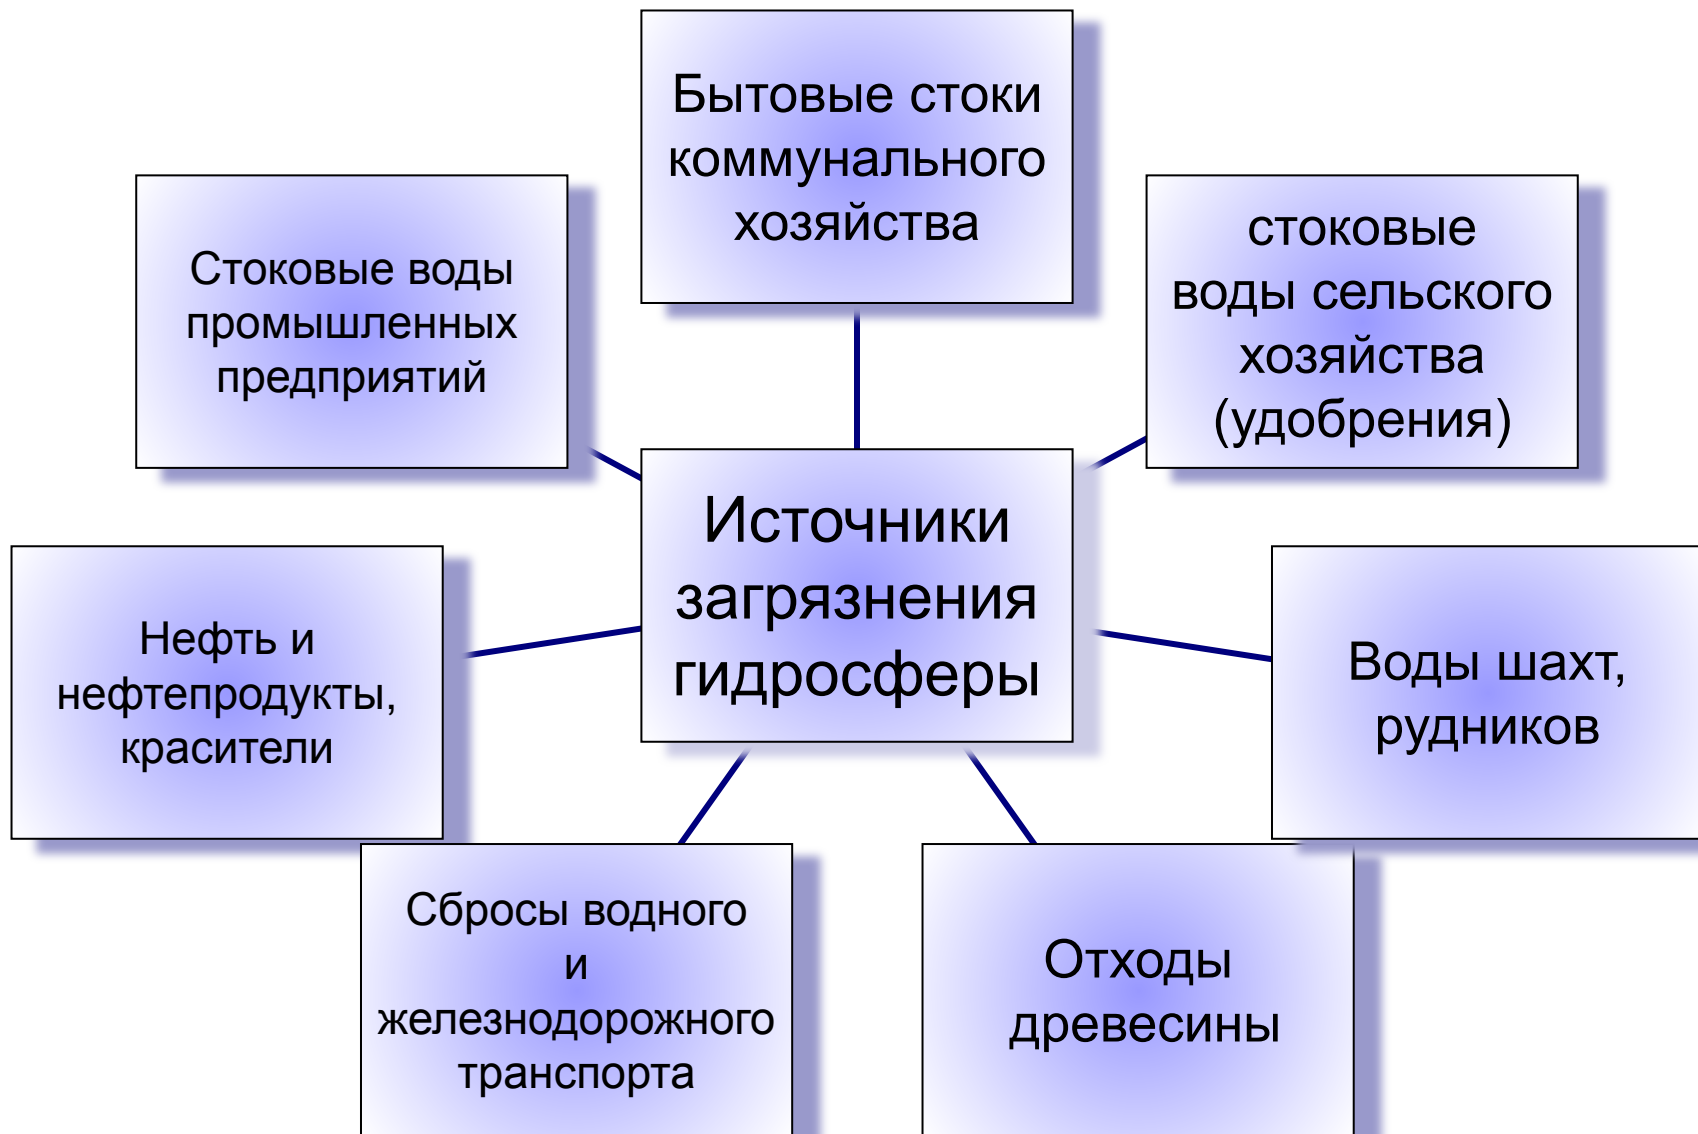 Бытовые стоки
коммунального
хозяйства
стоковые
воды сельского
хозяйства
(удобрения)
Воды шахт,
рудников
Отходы
древесины
Сбросы водного
и
железнодорожного
транспорта
Нефть и
нефтепродукты,
красители
Стоковые воды
промышленных
предприятий
Источники
загрязнения
гидросферы